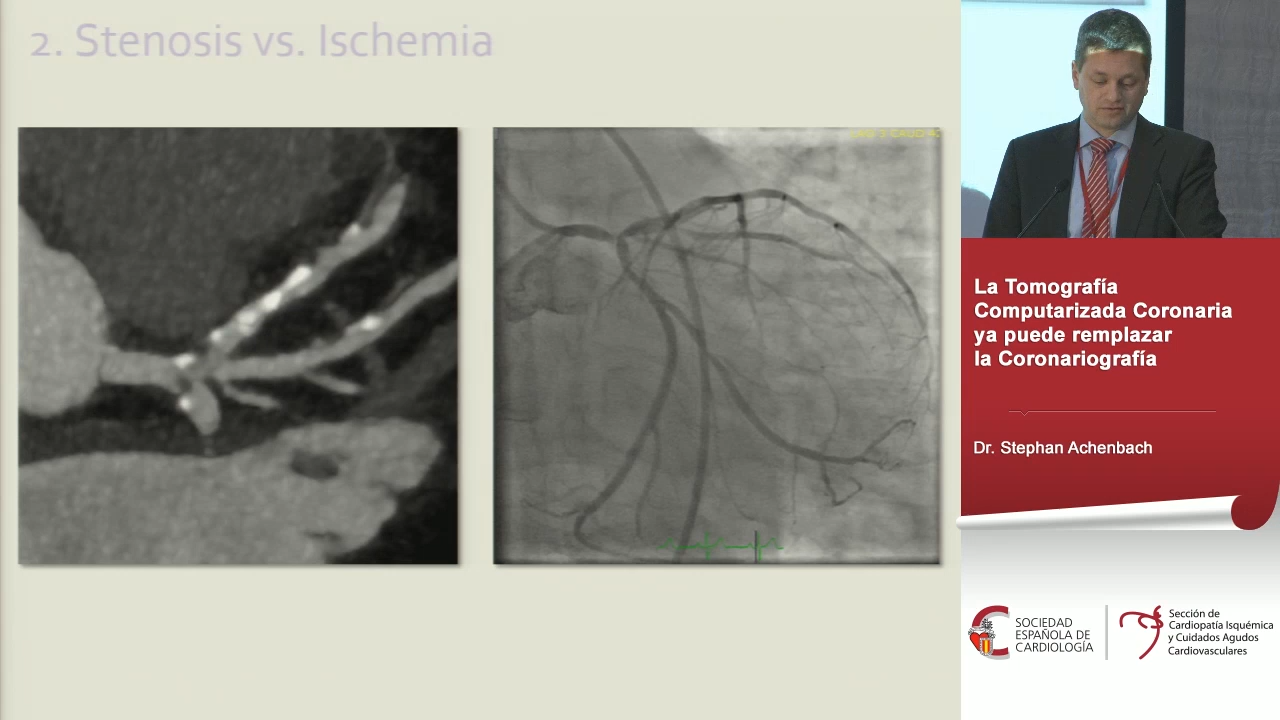 2. Stenosis vs. Ischemia
La Tomografía
Computarizada Coronaria
ya puede remplazar
la Coronariografía
Dr. Stephan Achenbach
SOCIEDAD
ESPAÑOLA DE
CARDIOLOGÍA
Sección de
Cardiopatía Isquémica
y Cuidados Agudos
Cardiovasculares